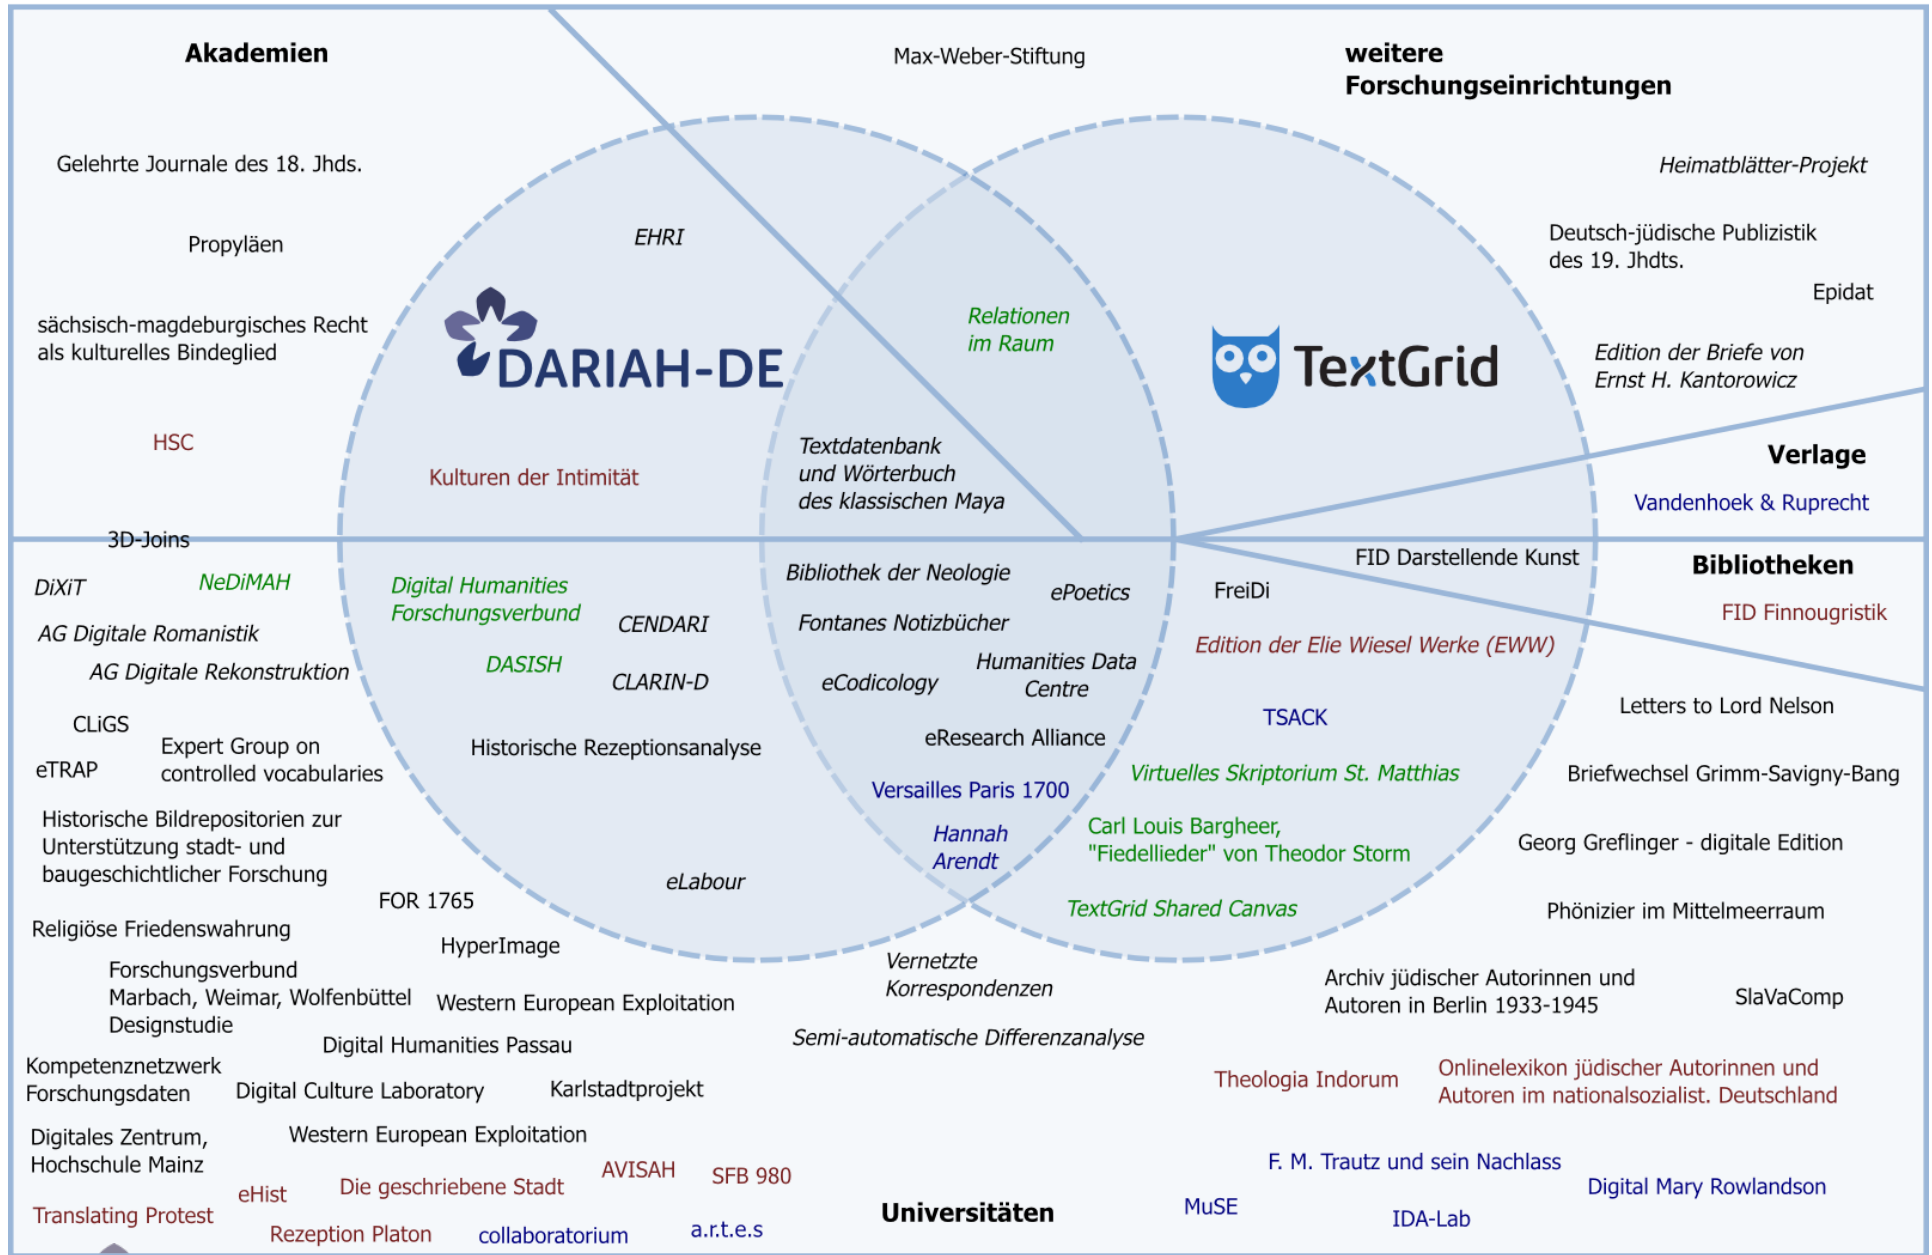 Akademien
Max-Weber-Stiftung
weitere
Forschungseinrichtungen
Gelehrte Journale des 18. Jhds.
Heimatblätter-Projekt
Propyläen
EHRI
Deutsch-jüdische Publizistik
des 19. Jhdts.
Epidat
sächsisch-magdeburgisches Recht
als kulturelles Bindeglied
DARIAH-DE
Relationen
im Raum
TextGrid
Edition der Briefe von
Ernst H. Kantorowicz
HSC
Kulturen der Intimität
Textdatenbank
und Wörterbuch
des klassischen Maya
Verlage
Vandenhoek & Ruprecht
3D-Joins
DiXiT
NeDiMAH
Digital Humanities
Forschungsverbund
CENDARI
Bibliothek der Neologie
ePoetics
FreiDi
FID Darstellende Kunst
Bibliotheken
FID Finnougristik
AG Digitale Romanistik
Fontanes Notizbücher
Edition der Elie Wiesel Werke (EWW)
AG Digitale Rekonstruktion
DASISH
CLARIN-D
eCodicology
Humanities Data
Centre
CLiGS
TSACK
Letters to Lord Nelson
eTRAP
Expert Group on
controlled vocabularies
Historische Rezeptionsanalyse
eResearch Alliance
Virtuelles Skriptorium St. Matthias
Briefwechsel Grimm-Savigny-Bang
Versailles Paris 1700
Historische Bildrepositorien zur
Unterstützung stadt- und
baugeschichtlicher Forschung
Hannah
Arendt
Carl Louis Bargheer,
"Fiedellieder" von Theodor Storm
Georg Greflinger - digitale Edition
eLabour
FOR 1765
TextGrid Shared Canvas
Phönizier im Mittelmeerraum
Religiöse Friedenswahrung
HyperImage
Forschungsverbund
Marbach, Weimar, Wolfenbüttel
Designstudie
Western European Exploitation
Vernetzte
Korrespondenzen
Archiv jüdischer Autorinnen und
Autoren in Berlin 1933-1945
SlaVaComp
Digital Humanities Passau
Semi-automatische Differenzanalyse
Kompetenznetzwerk
Forschungsdaten
Digital Culture Laboratory
Karlstadtprojekt
Theologia Indorum
Onlinelexikon jüdischer Autorinnen und
Autoren im nationalsozialist. Deutschland
Digitales Zentrum,
Hochschule Mainz
Western European Exploitation
AVISAH
SFB 980
F. M. Trautz und sein Nachlass
Die geschriebene Stadt
eHist
Digital Mary Rowlandson
Translating Protest
Rezeption Platon
collaboratorium
a.r.t.e.s
Universitäten
MuSE
IDA-Lab